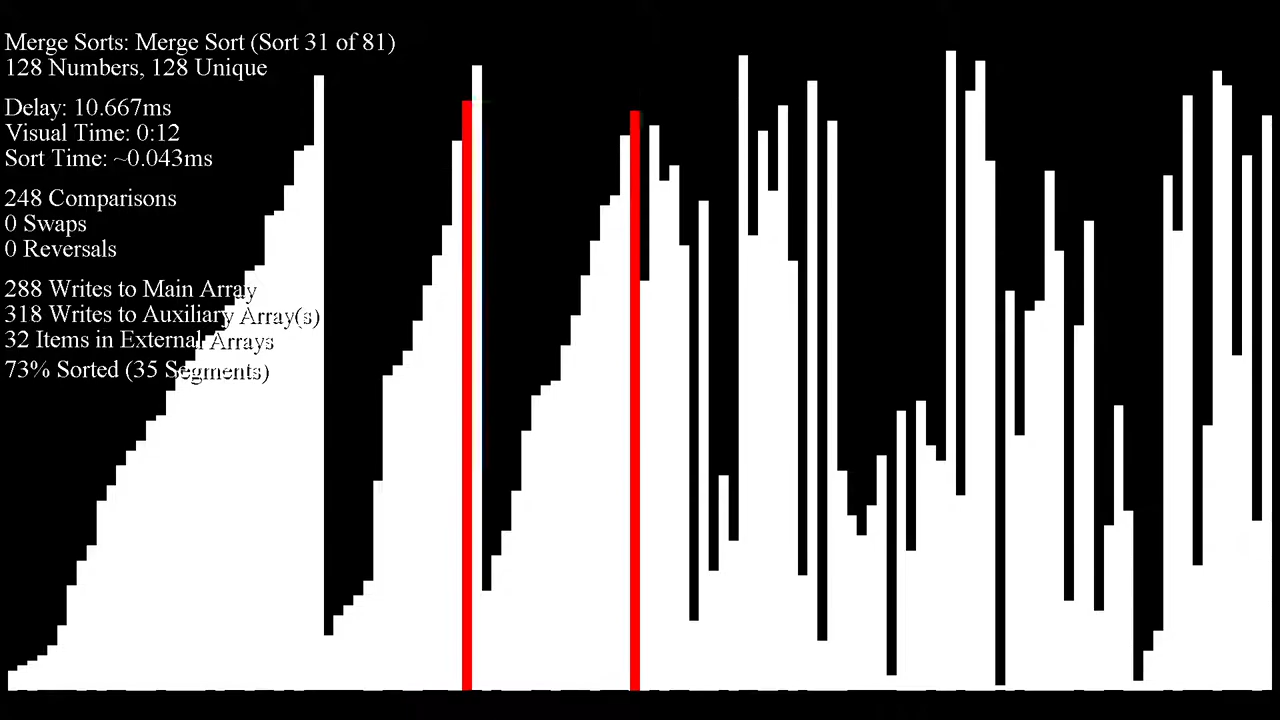 Merge Sorts: Merge Sort (Sort 31 of 81)
128 Numbers, 128 Unique
Delay: 10.667ms
Visual Time: 0:12
Sort Time: ~0.043ms
248 Comparisons
0 Swaps
0 Reversals
288 Writes to Main Array
318 Writes to Auxiliary Array(s)
32 Items in External Arrays
73% Sorted (35 Segments)